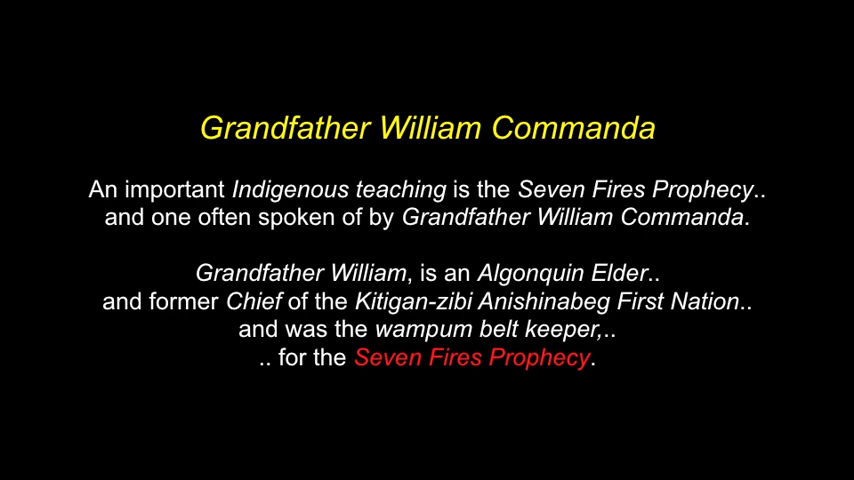 Grandfather William Commanda
An important Indigenous teaching is the Seven Fires Prophecy..
and one often spoken of by Grandfather William Commanda.
Grandfather William, is an Algonquin Elder..
and former Chief of the Kitigan-zibi Anishinabeg First Nation..
and was the wampum belt keeper,..
.. for the Seven Fires Prophecy.